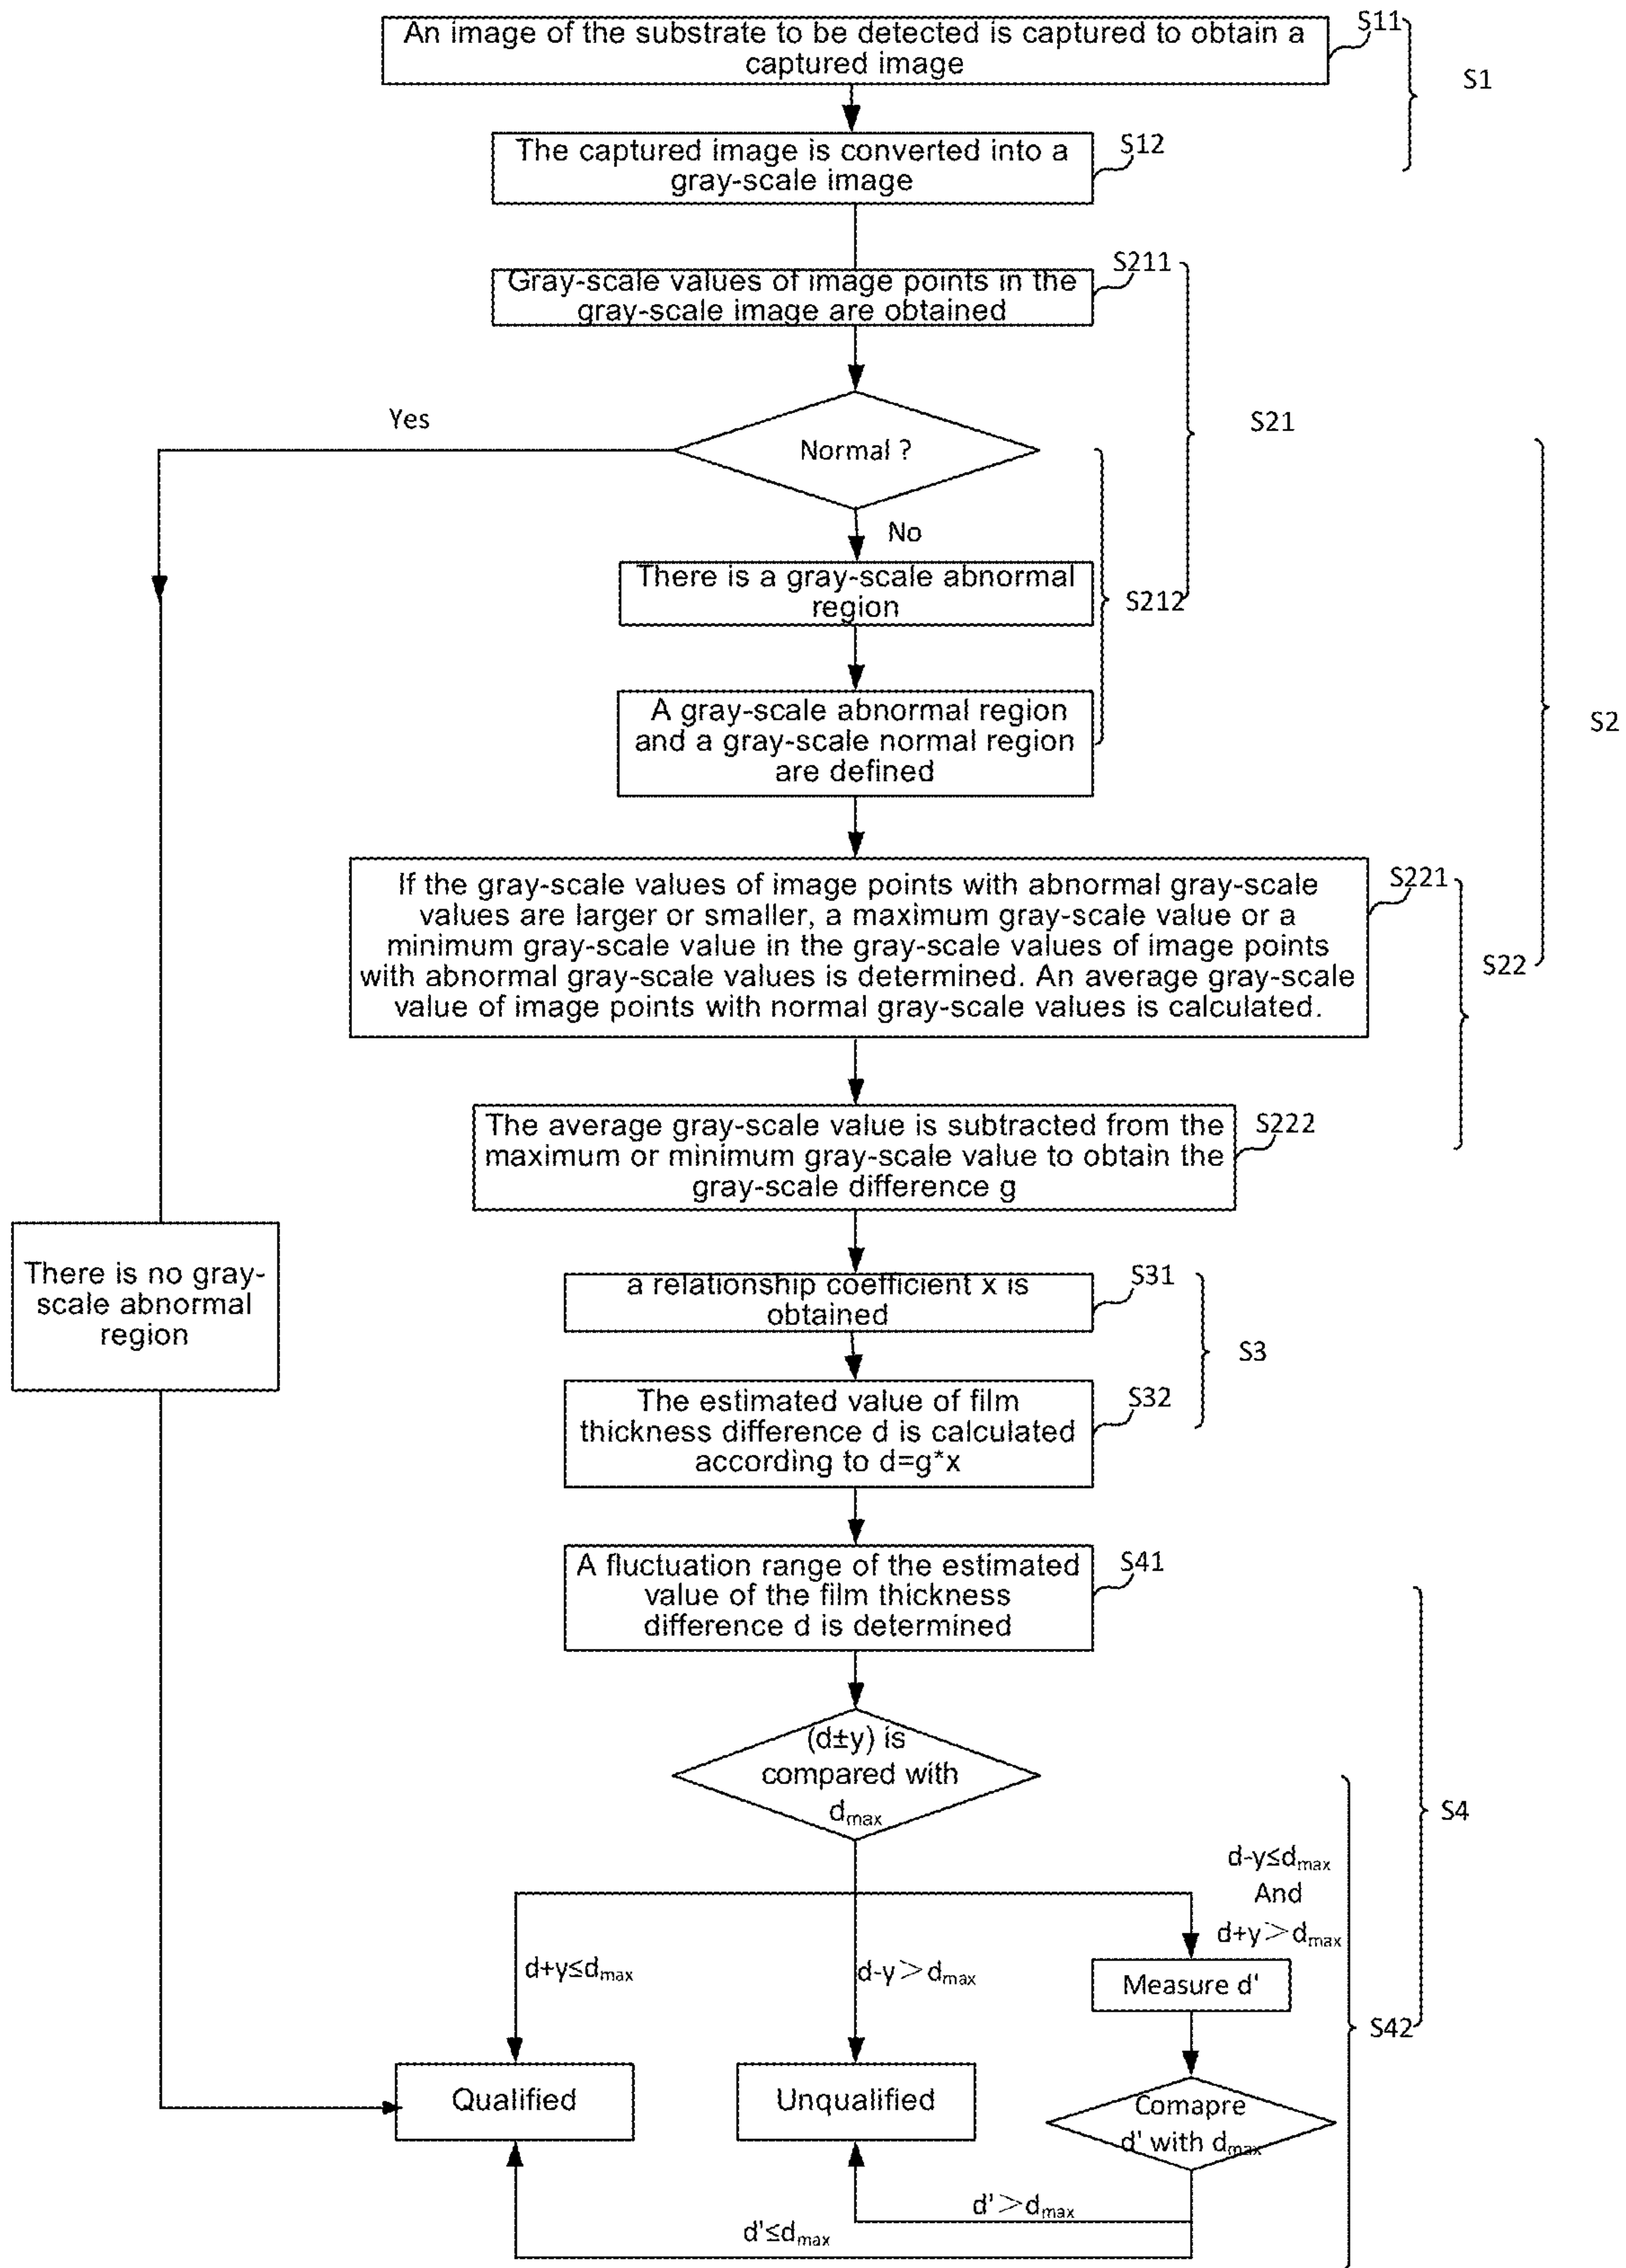 An image of the substrate to be detected is captured to obtain a
captured image
S11
S1
The captured image is converted into a
gray-scale image
S12
Gray-scale values of image points in the
gray-scale image are obtained
S211
Yes
Normal ?
S21
No
There is a gray-scale abnormal
region
S212
A gray-scale abnormal region
and a gray-scale normal region
are defined
S2
If the gray-scale values of image points with abnormal gray-scale
values are larger or smaller, a maximum gray-scale value or a
minimum gray-scale value in the gray-scale values of image points
with abnormal gray-scale values is determined. An average gray-scale
value of image points with normal gray-scale values is calculated.
S221
S22
The average gray-scale value is subtracted from the
maximum or minimum gray-scale value to obtain the
gray-scale difference g
S222
There is no gray-
scale abnormal
region
a relationship coefficient x is
obtained
S31
S3
The estimated value of film
thickness difference d is calculated
according to d=g*x
S32
A fluctuation range of the estimated
value of the film thickness
difference d is determined
S41
(d±y) is
compared with
dmax
S4
d-y≤dmax
And
d+y>dmax
d+y≤dmax
d-y>dmax
Measure d'
S42
Qualified
Unqualified
Comapre
d' with dmax
d'>dmax
d'≤dmax